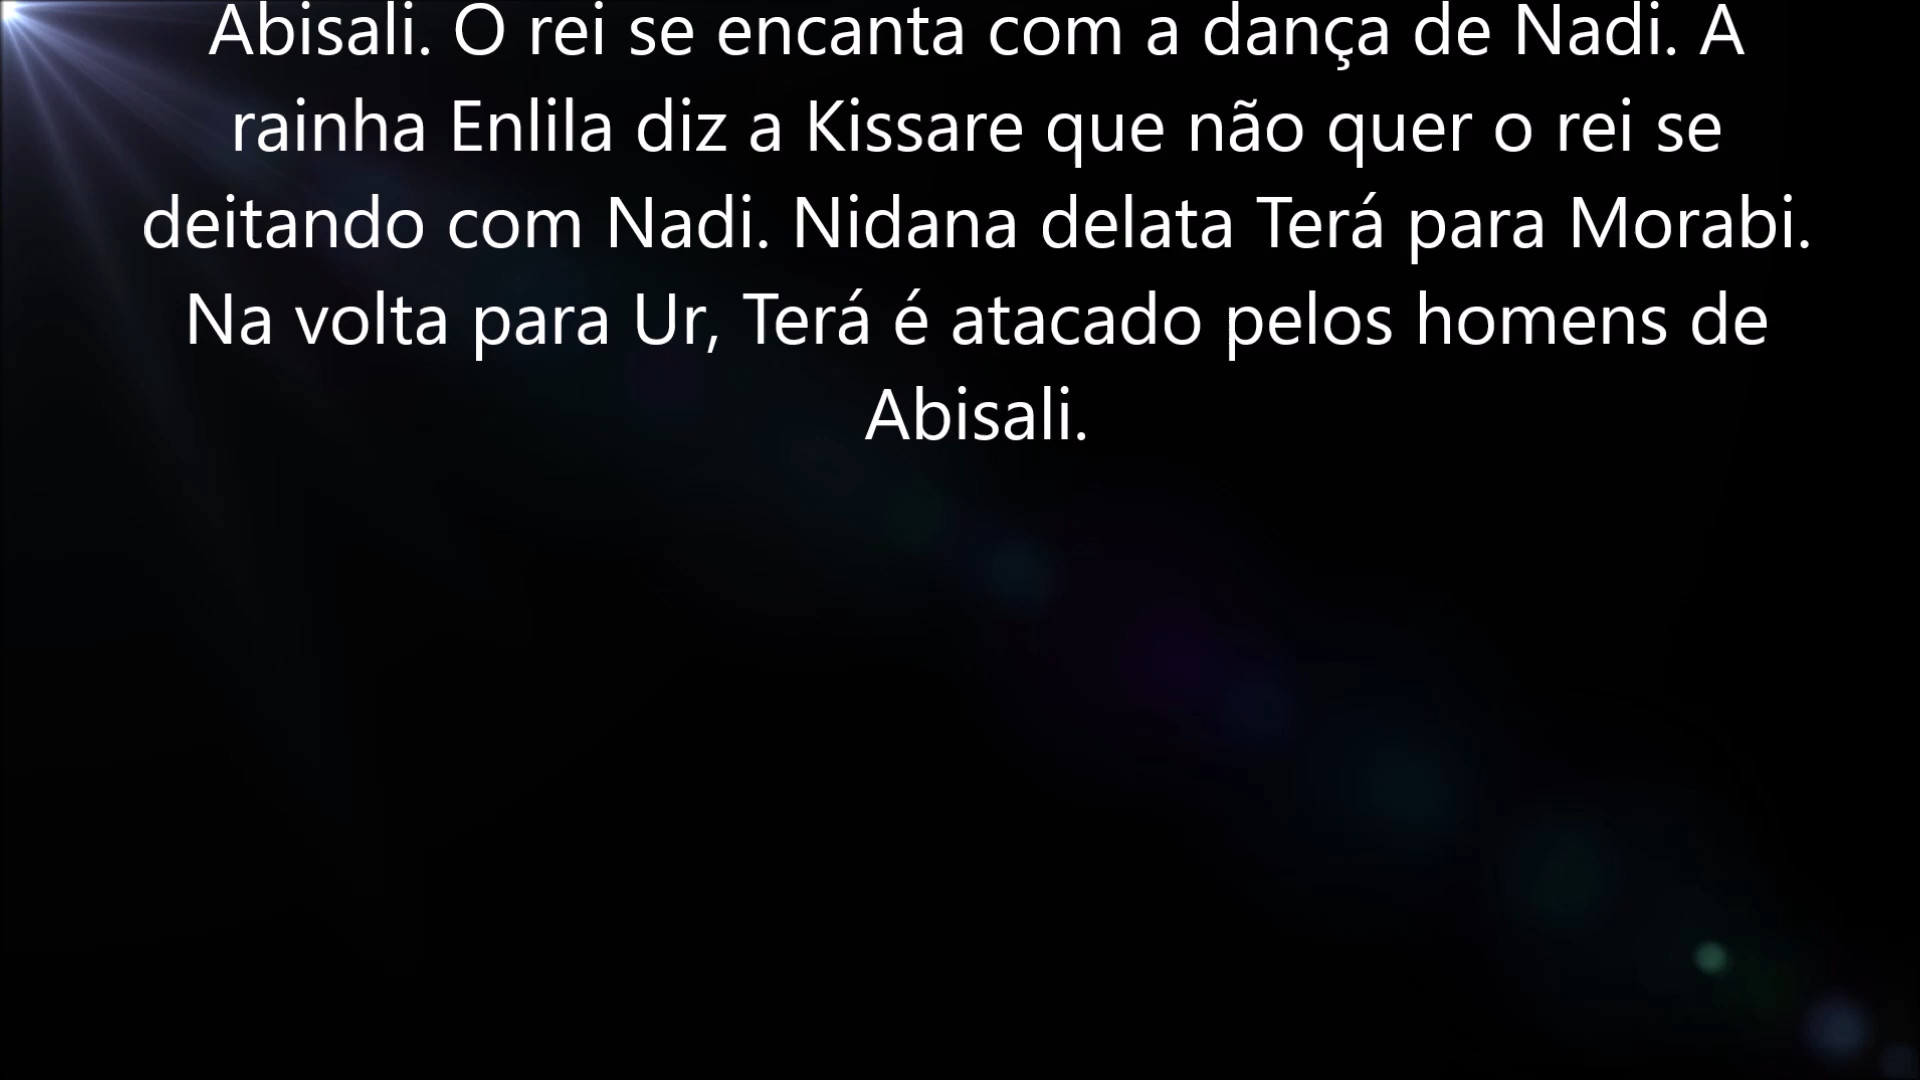 Abisali. O rei se encanta com a dança de Nadi. A
rainha Enlila diz a Kissare que não quer o rei se
deitando com Nadi. Nidana delata Terá para Morabi.
Na volta para Ur, Terá é atacado pelos homens de
Abisali.